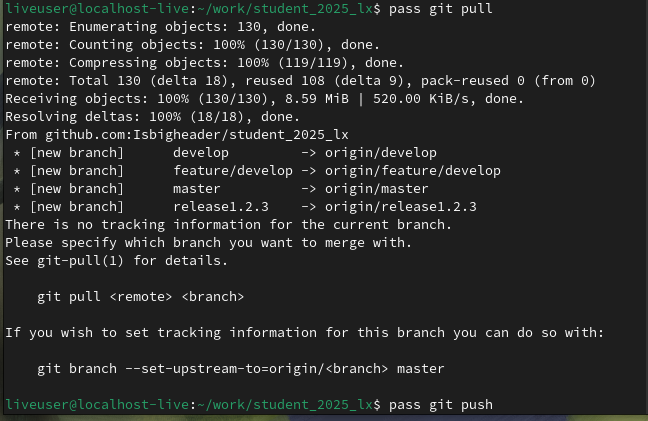 liveuser@localhost-live:~/work/student_2025_lx$ pass git pull
remote: Enumerating objects: 130, done.
remote: Counting objects: 100% (130/130), done.
remote: Compressing objects: 100% (119/119), done.
remote: Total 130 (delta 18), reused 108 (delta 9), pack-reused 0 (from 0)
Receiving objects: 100% (130/130), 8.59 MiB | 520.00 KiB/s, done.
Resolving deltas: 100% (18/18), done.
From github.com:Isbigheader/student_2025_lx
 * [new branch]      develop         -> origin/develop
 * [new branch]      feature/develop -> origin/feature/develop
 * [new branch]      master          -> origin/master
 * [new branch]      release1.2.3    -> origin/release1.2.3
There is no tracking information for the current branch.
Please specify which branch you want to merge with.
See git-pull(1) for details.

    git pull <remote> <branch>

If you wish to set tracking information for this branch you can do so with:

    git branch --set-upstream-to=origin/<branch> master

liveuser@localhost-live:~/work/student_2025_lx$ pass git push